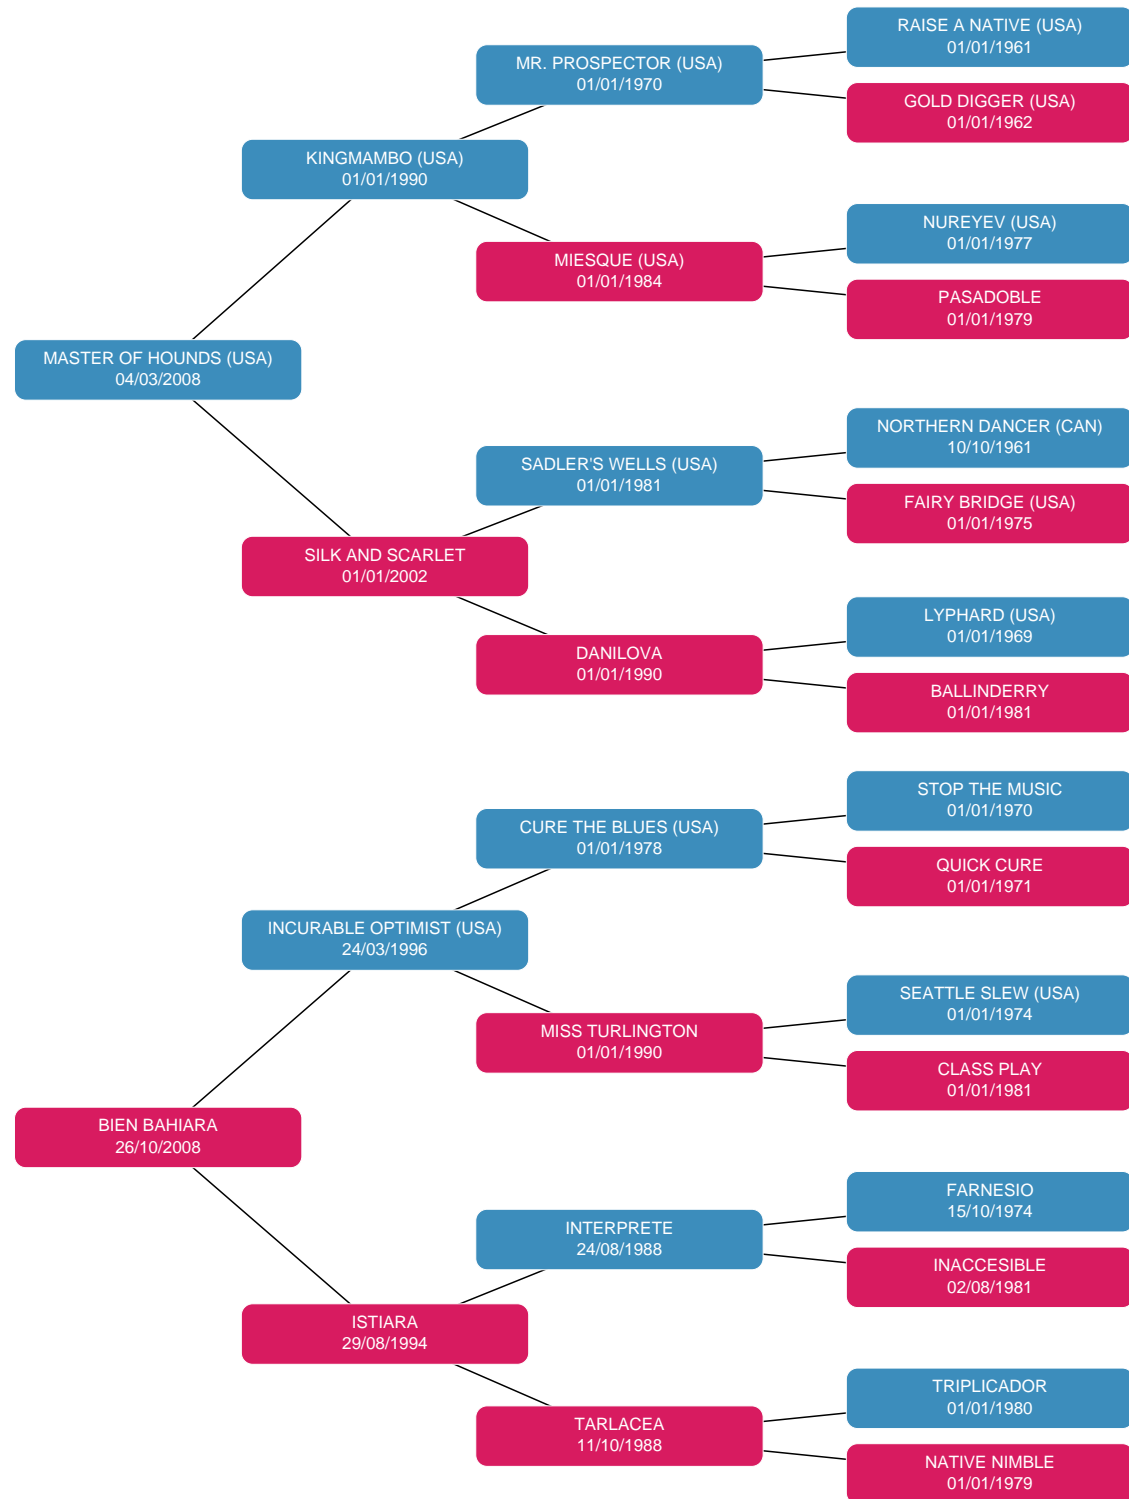 RAISE A NATIVE (USA)
01/01/1961
MR. PROSPECTOR (USA)
01/01/1970
GOLD DIGGER (USA)
01/01/1962
KINGMAMBO (USA)
01/01/1990
NUREYEV (USA)
01/01/1977
MIESQUE (USA)
01/01/1984
PASADOBLE
01/01/1979
MASTER OF HOUNDS (USA)
04/03/2008
NORTHERN DANCER (CAN)
10/10/1961
SADLER'S WELLS (USA)
01/01/1981
FAIRY BRIDGE (USA)
01/01/1975
SILK AND SCARLET
01/01/2002
LYPHARD (USA)
01/01/1969
DANILOVA
01/01/1990
BALLINDERRY
01/01/1981
STOP THE MUSIC
01/01/1970
CURE THE BLUES (USA)
01/01/1978
QUICK CURE
01/01/1971
INCURABLE OPTIMIST (USA)
24/03/1996
SEATTLE SLEW (USA)
01/01/1974
MISS TURLINGTON
01/01/1990
CLASS PLAY
01/01/1981
BIEN BAHIARA
26/10/2008
FARNESIO
15/10/1974
INTERPRETE
24/08/1988
INACCESIBLE
02/08/1981
ISTIARA
29/08/1994
TRIPLICADOR
01/01/1980
TARLACEA
11/10/1988
NATIVE NIMBLE
01/01/1979